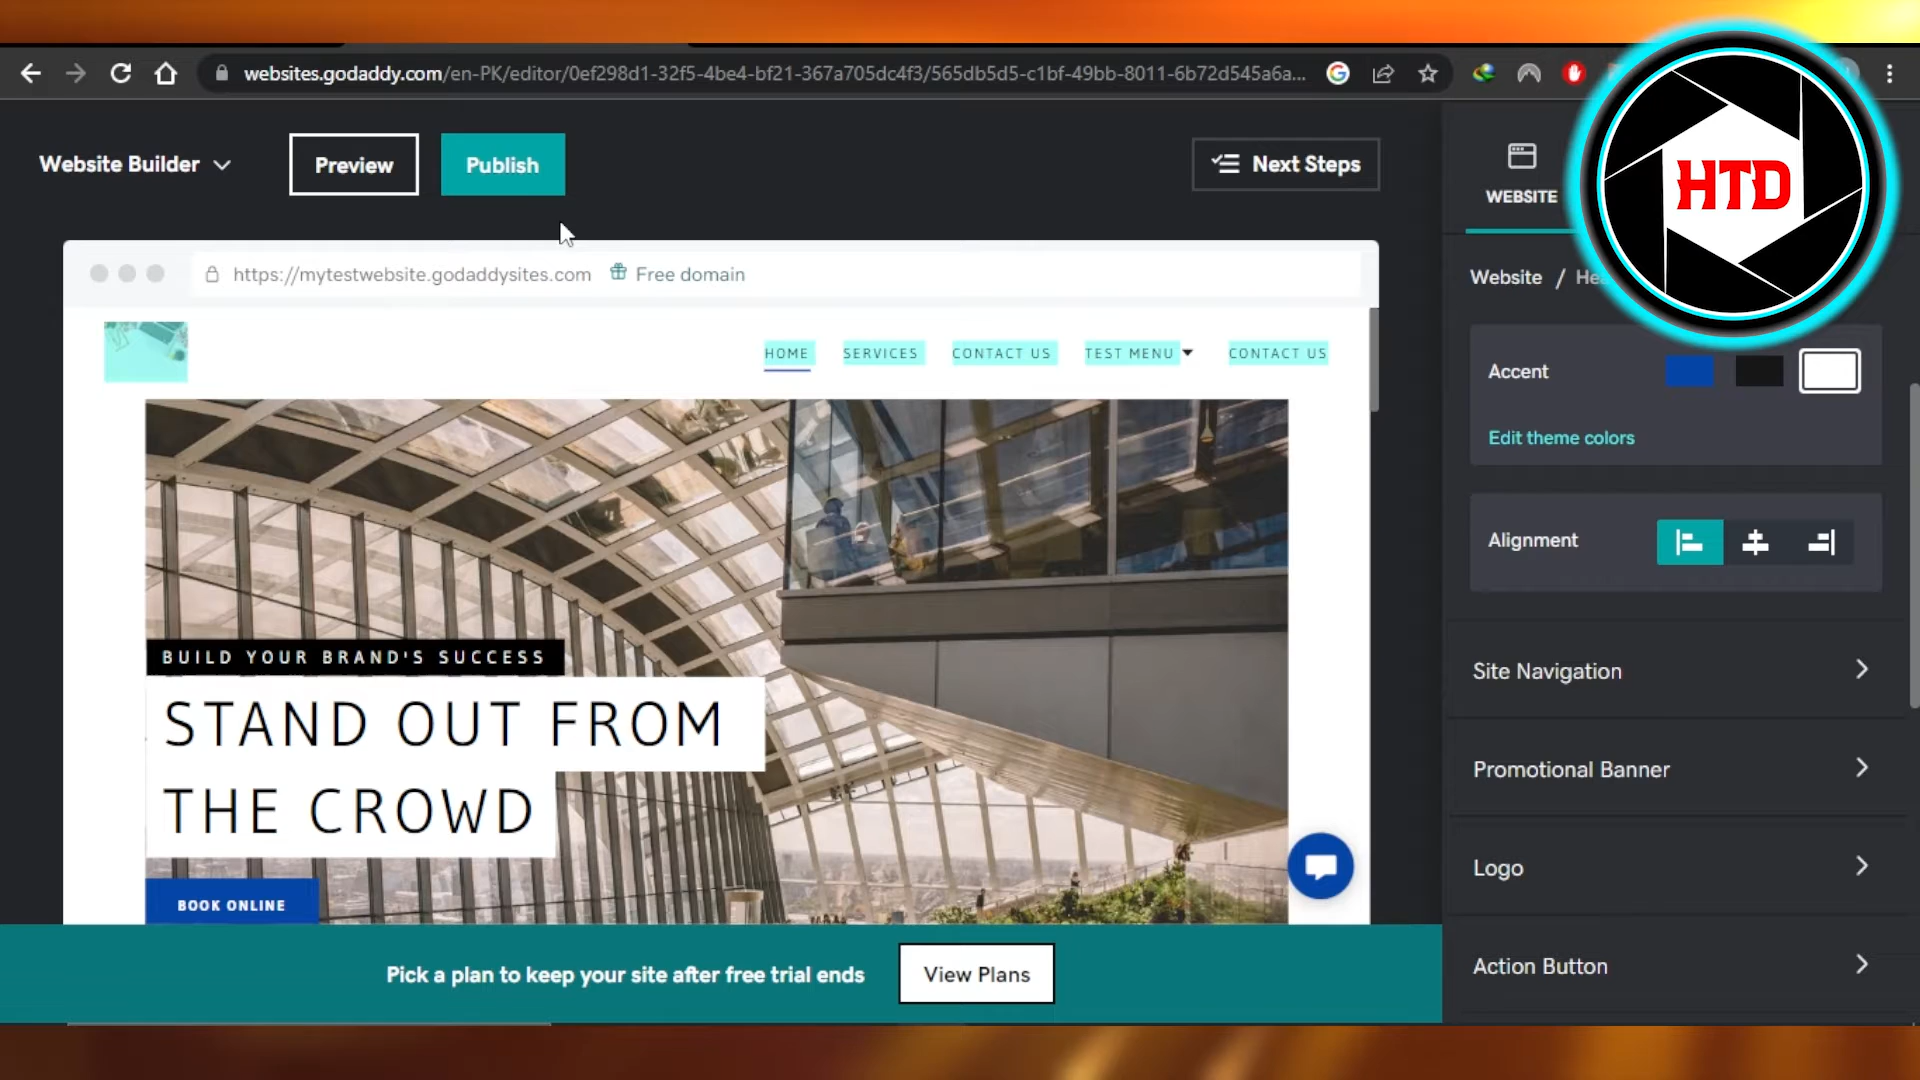 websites.godaddy.com/en-PK/editor/0ef298d1-32f5-4be4-bf21-367a705dc4f3/565db5d5-c1bf-49bb-8011-6b72d545a6a...
Website Builder
Preview
Publish
Next Steps
WEBSITE
HTD
https://mytestwebsite.godaddysites.com
Free domain
Website /
HOME
SERVICES
CONTACT US
TEST MENU
CONTACT US
Accent
Edit theme colors
Alignment
BUILD YOUR BRAND'S SUCCESS
STAND OUT FROM
THE CROWD
BOOK ONLINE
Site Navigation
Promotional Banner
Logo
Action Button
Pick a plan to keep your site after free trial ends
View Plans